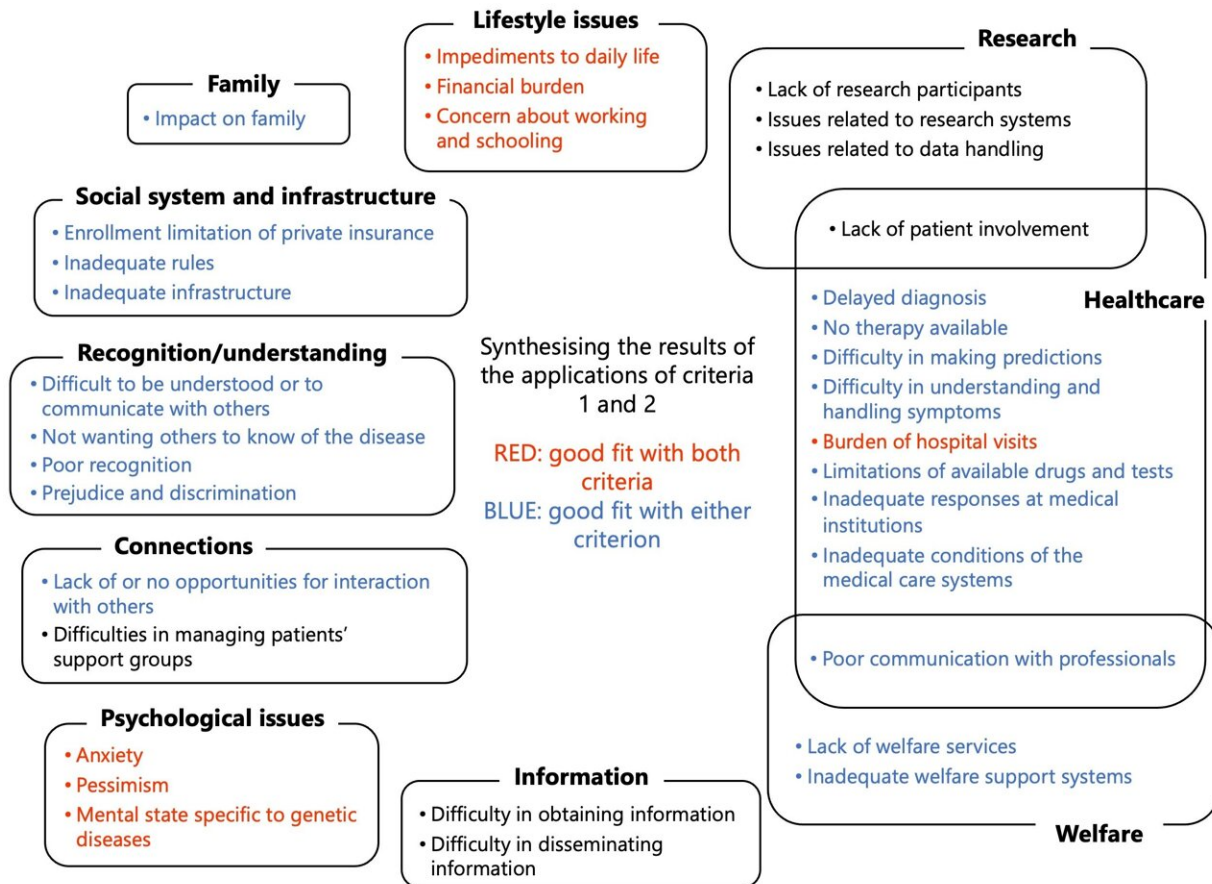 Lifestyle issues
• Impediments to daily life
• Financial burden
• Concern about working
and schooling
Family
• Impact on family
Research
• Lack of research participants
• Issues related to research systems
• Issues related to data handling
• Lack of patient involvement
Social system and infrastructure
• Enrollment limitation of private insurance
• Inadequate rules
• Inadequate infrastructure
Healthcare
• Delayed diagnosis
• No therapy available
• Difficulty in making predictions
• Difficulty in understanding and
handling symptoms
• Burden of hospital visits
• Limitations of available drugs and tests
• Inadequate responses at medical
institutions
• Inadequate conditions of the
medical care systems
Recognition/understanding
• Difficult to be understood or to
communicate with others
• Not wanting others to know of the disease
• Poor recognition
• Prejudice and discrimination
Synthesising the results of
the applications of criteria
1 and 2
RED: good fit with both
criteria
BLUE: good fit with either
criterion
Connections
• Lack of or no opportunities for interaction
with others
• Difficulties in managing patients’
support groups
• Poor communication with professionals
Psychological issues
• Anxiety
• Pessimism
• Mental state specific to genetic
diseases
Information
• Difficulty in obtaining information
• Difficulty in disseminating
information
• Lack of welfare services
• Inadequate welfare support systems
Welfare